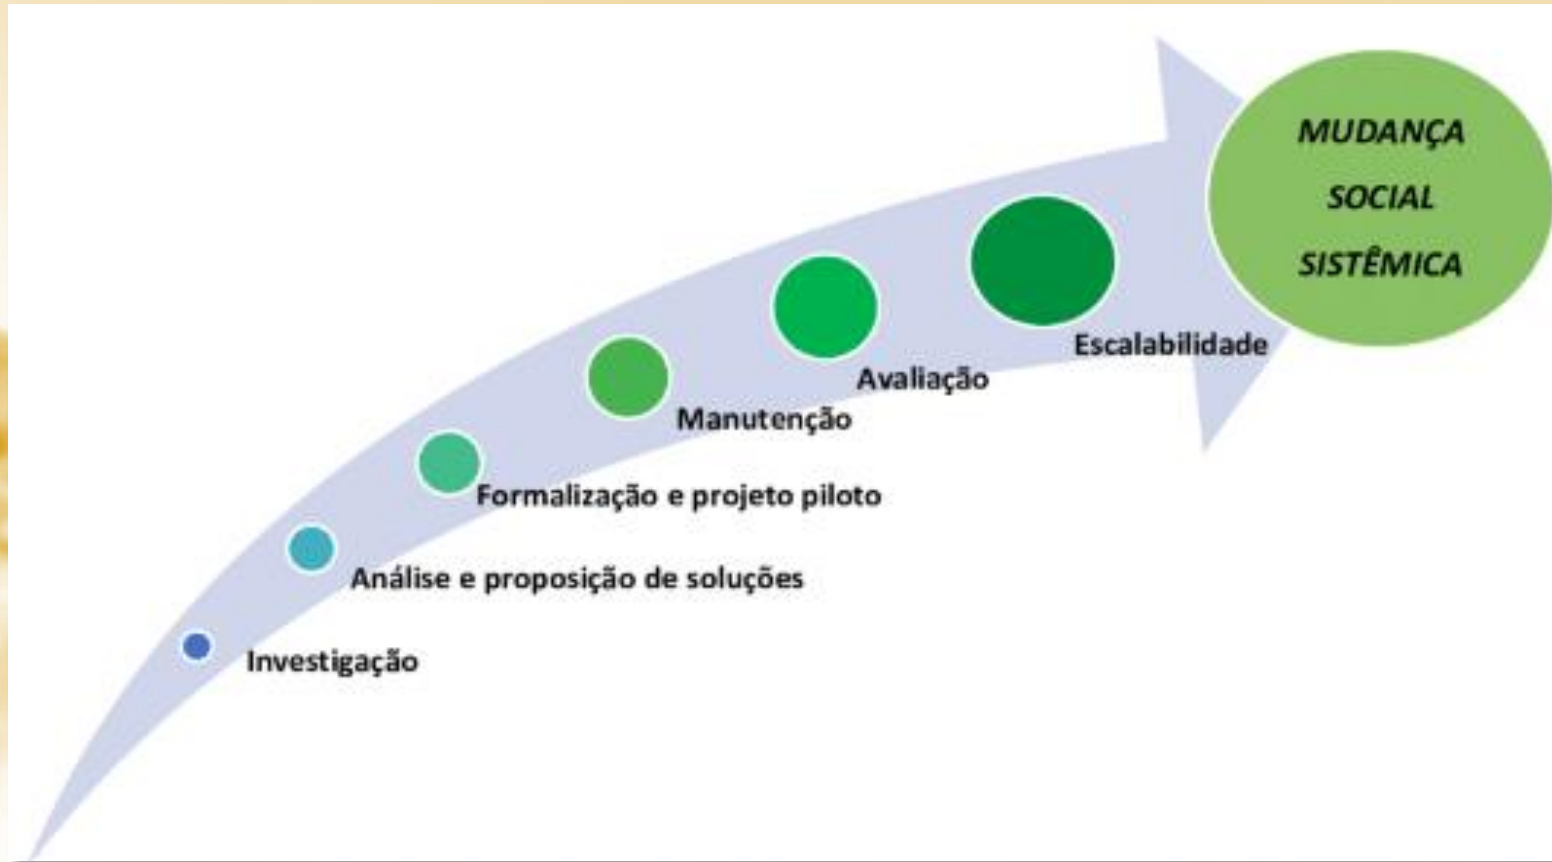 MUDANÇA
SOCIAL
SISTÊMICA
Escalabilidade
Avaliação
Manutenção
Formalização e projeto piloto
Análise e proposição de soluções
Investigação